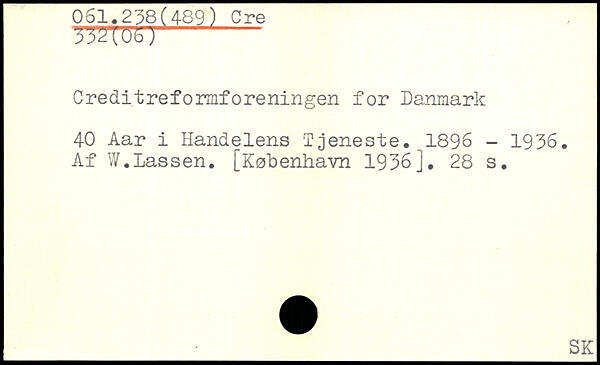 061.238(489) Cre
332(06)
Creditreformforeningen for Danmark
40 Aar i Handelens Tjeneste. 1896 - 1936.
Af W.Lassen. [København 1936]. 28 s.
SK